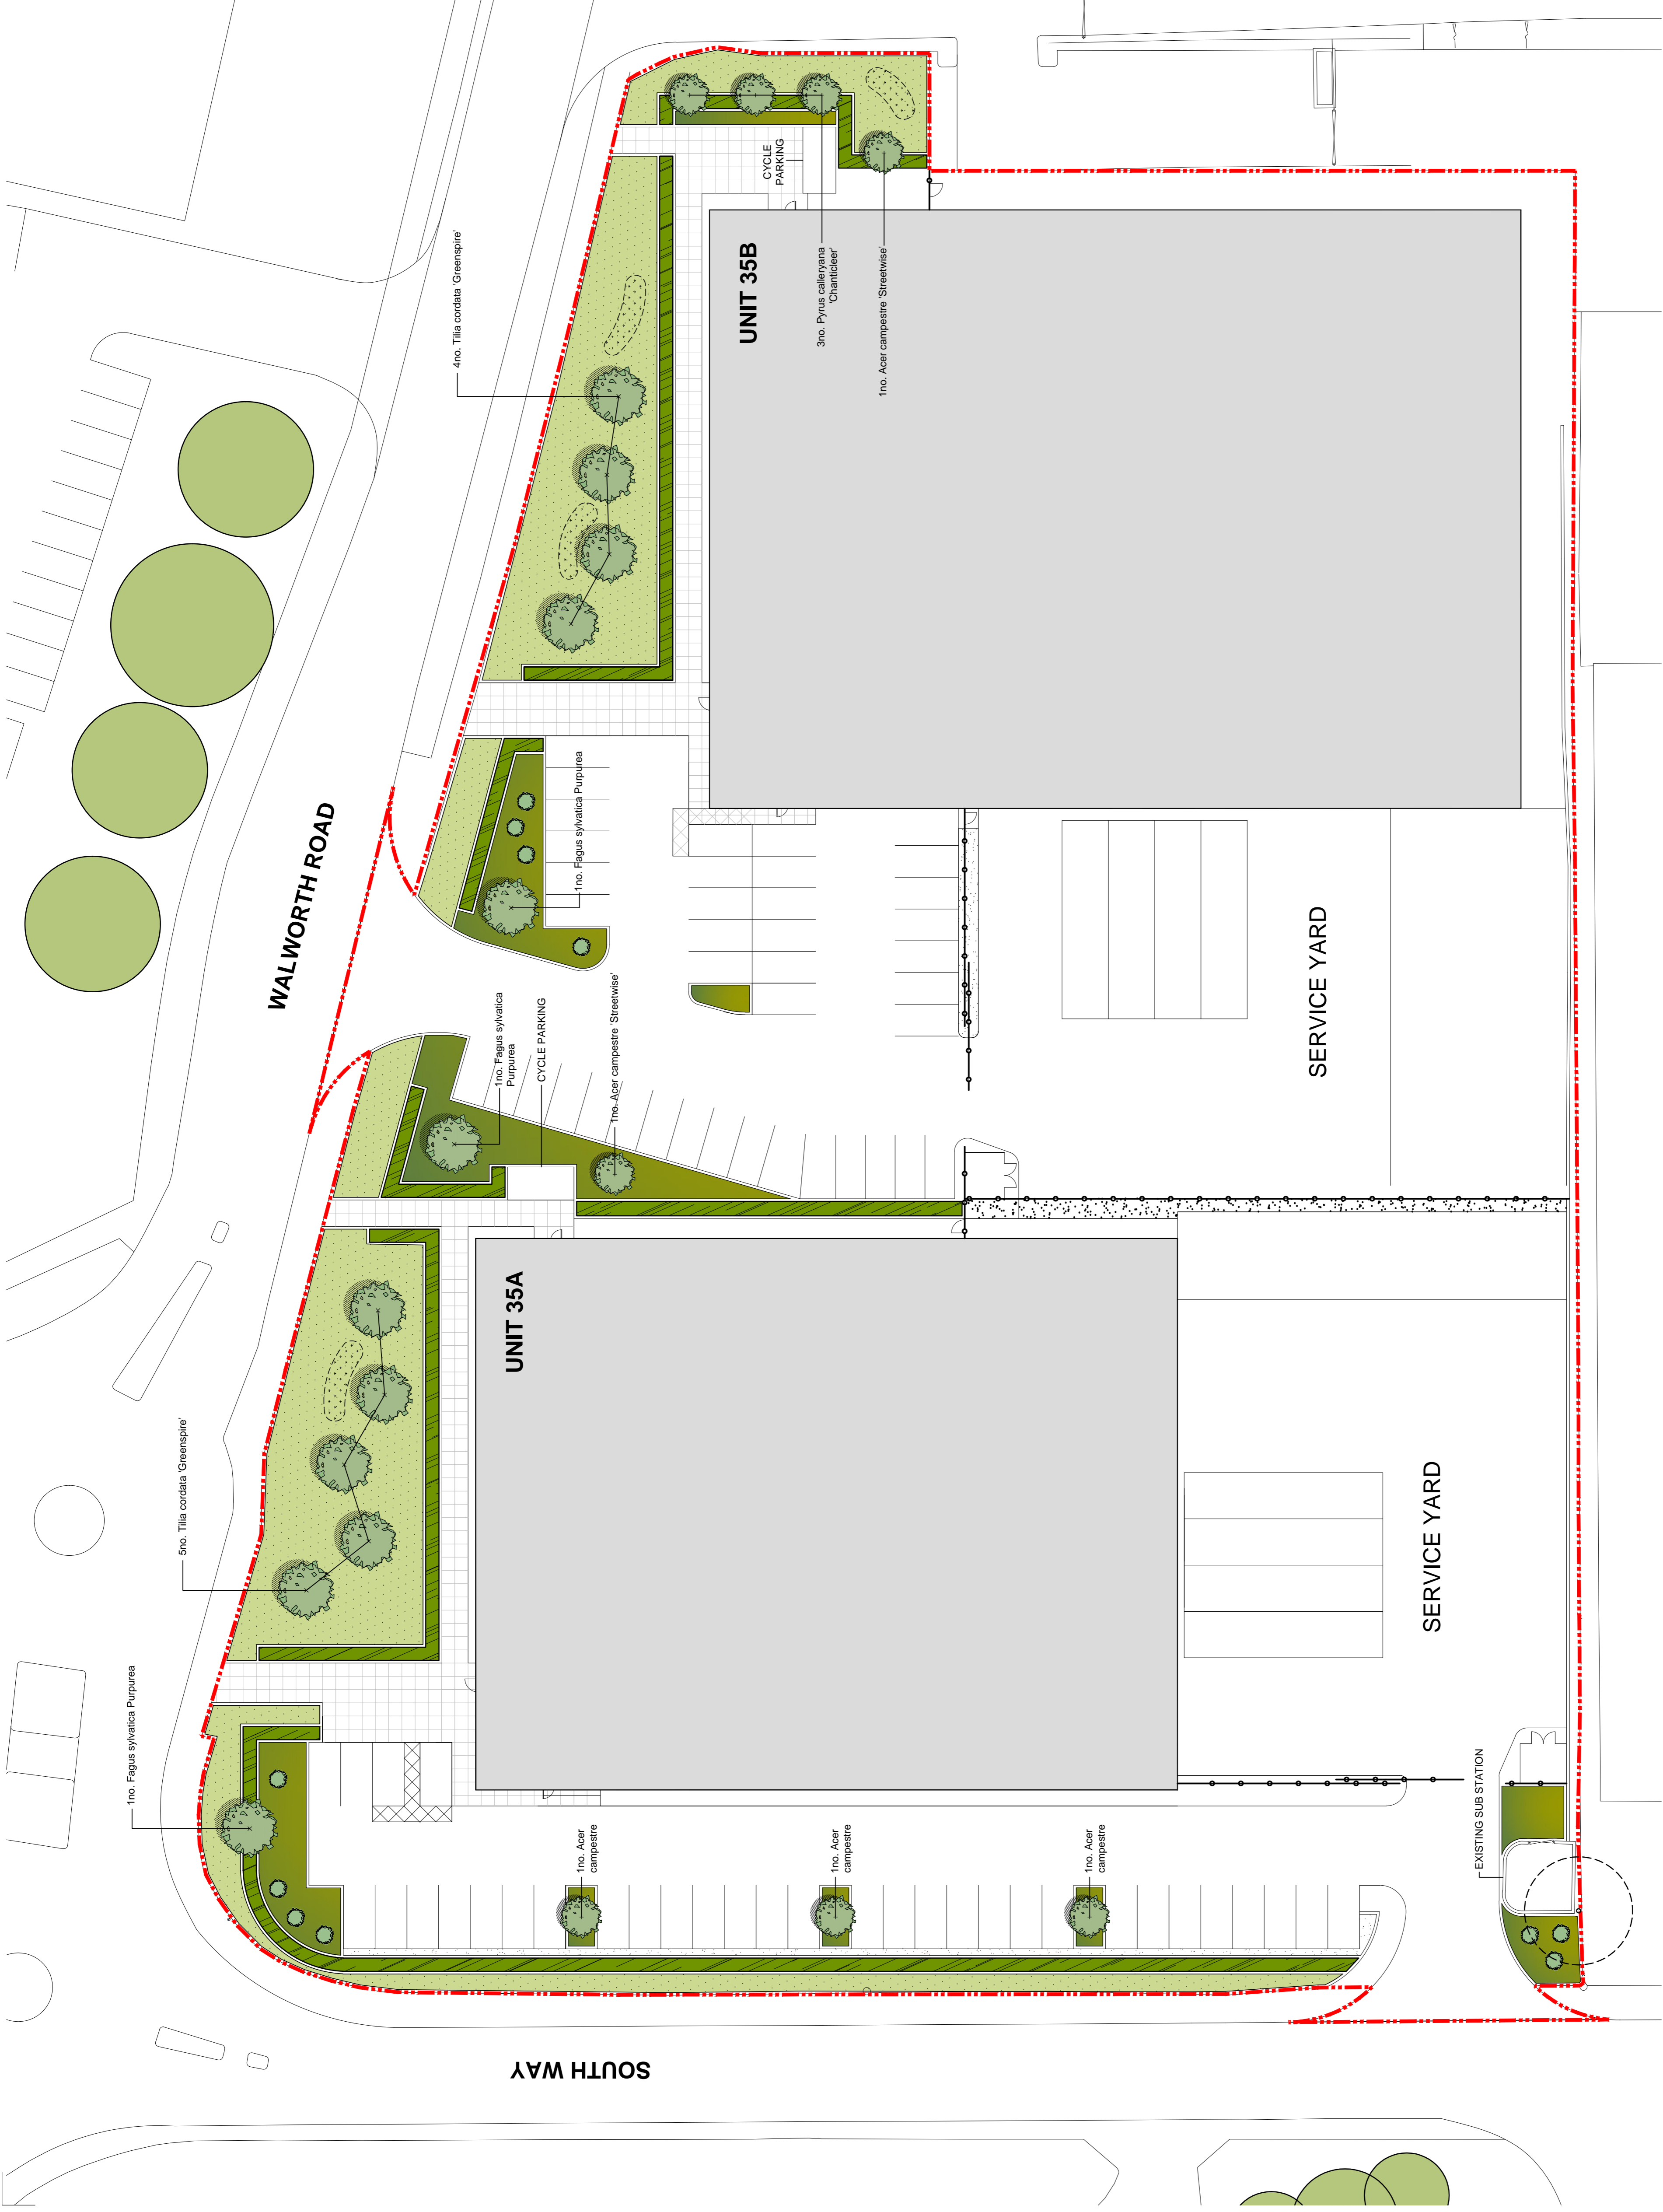 WALWORTH ROAD
SOUTH WAY
1no. Fagus sylvatica Purpurea
5no. Tilia cordata 'Greenspire'
4no. Tilia cordata 'Greenspire'
1no. Fagus sylvatica
Purpurea
CYCLE PARKING
1no. Acer campestre 'Streetwise'
1no. Fagus sylvatica Purpurea
CYCLE
PARKING
3no. Pyrus calleryana
'Chanticleer'
1no. Acer campestre 'Streetwise'
UNIT 35A
UNIT 35B
1no. Acer
campestre
1no. Acer
campestre
1no. Acer
campestre
SERVICE YARD
SERVICE YARD
EXISTING SUB STATION